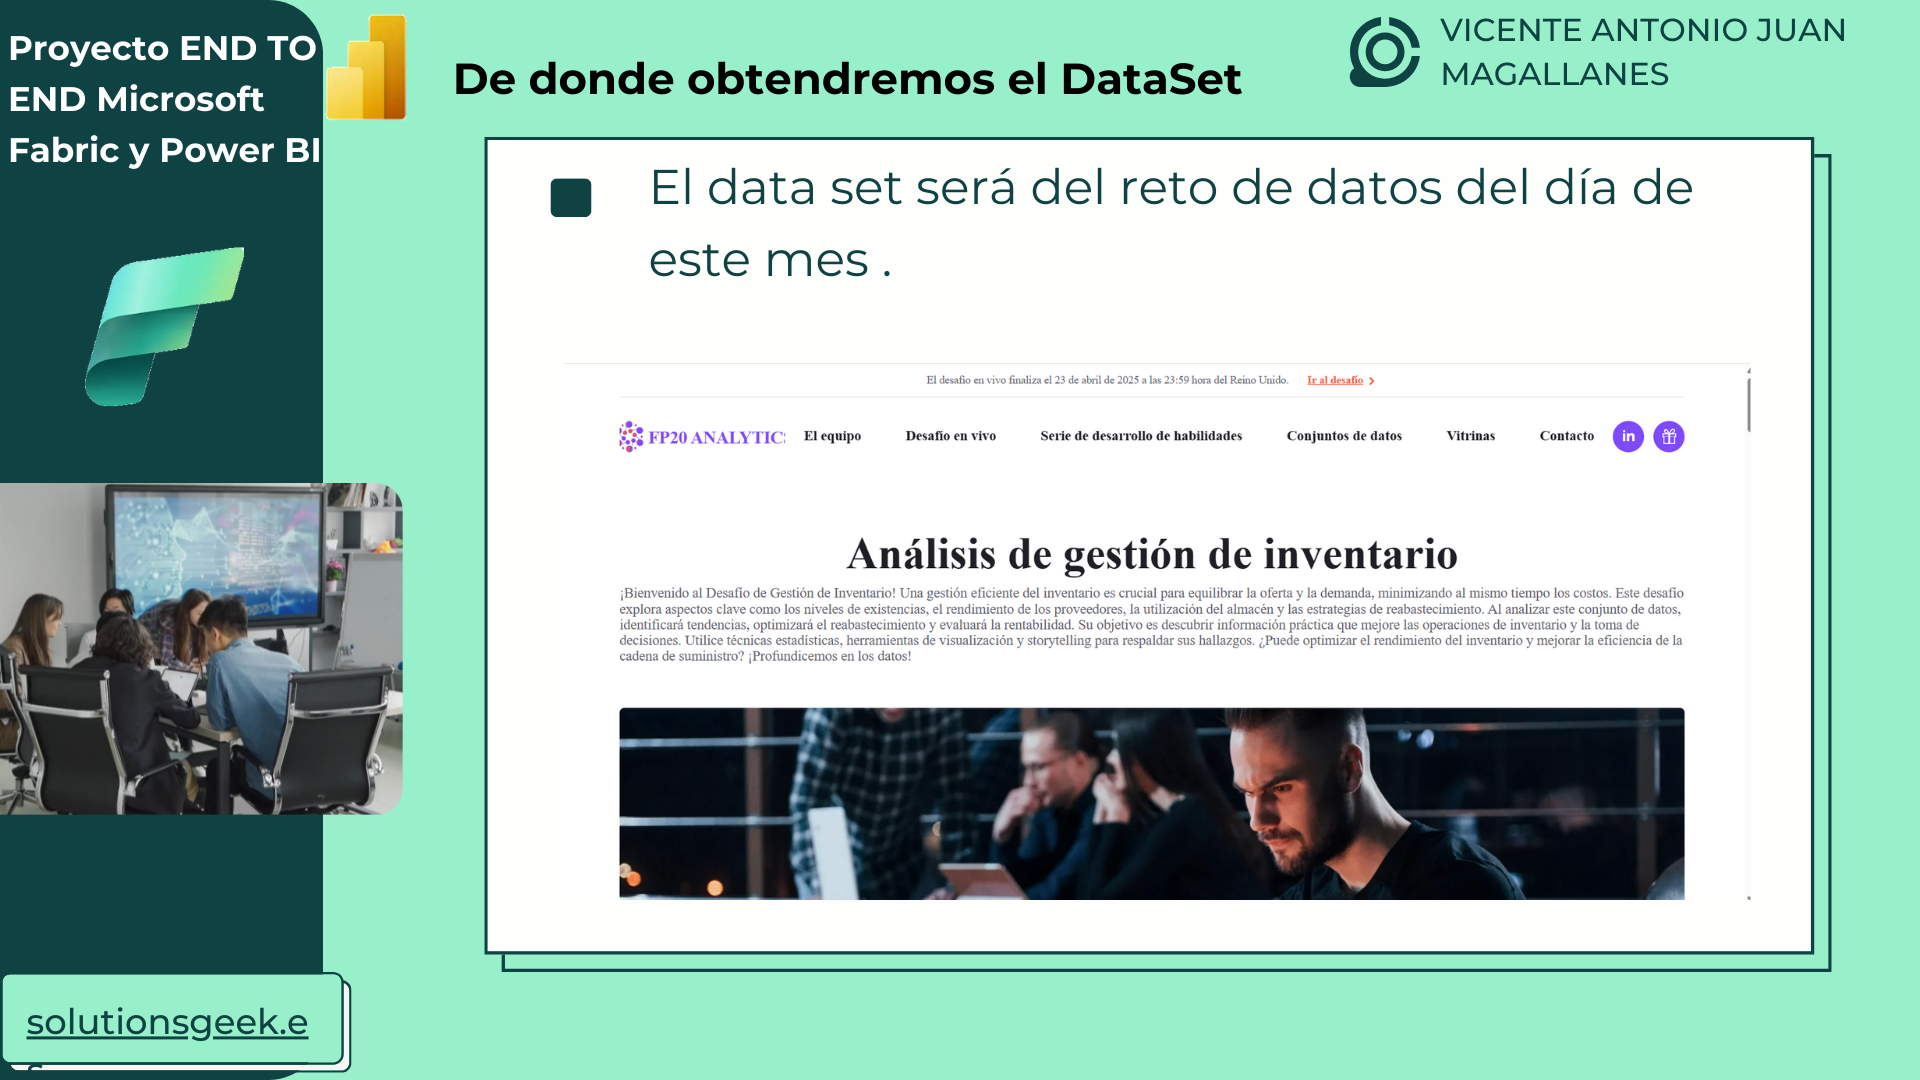 Proyecto END TO
END Microsoft
Fabric y Power BI
De donde obtendremos el DataSet
VICENTE ANTONIO JUAN
MAGALLANES
El data set será del reto de datos del día de
este mes .
El desafío en vivo finaliza el 23 de abril de 2025 a las 23:59 hora del Reino Unido. Ir al desafío
FP20 ANALYTIC El equipo Desafío en vivo Serie de desarrollo de habilidades Conjuntos de datos Vitrinas Contacto in
Análisis de gestión de inventario
¡Bienvenido al Desafío de Gestión de Inventario! Una gestión eficiente del inventario es crucial para equilibrar la oferta y la demanda, minimizando al mismo tiempo los costos. Este desafío
explora aspectos clave como los niveles de existencias, el rendimiento de los proveedores, la utilización del almacén y las estrategias de reabastecimiento. Al analizar este conjunto de datos,
identificará tendencias, optimizará el reabastecimiento y evaluará la rentabilidad. Su objetivo es descubrir información práctica que mejore las operaciones de inventario y la toma de
decisiones. Utilice técnicas estadísticas, herramientas de visualización y storytelling para respaldar sus hallazgos. ¿Puede optimizar el rendimiento del inventario y mejorar la eficiencia de la
cadena de suministro? ¡Profundicemos en los datos!
solutionsgeek.e